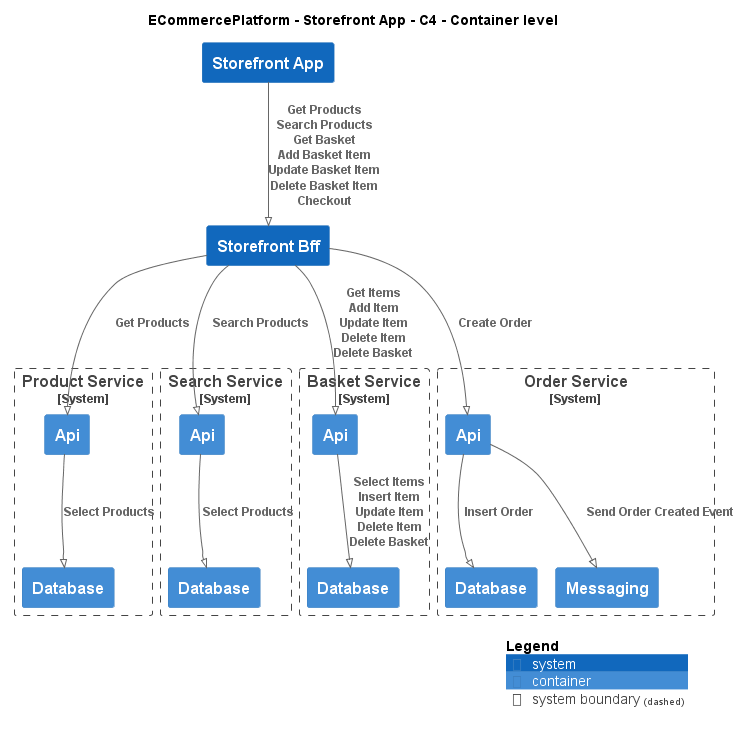 ECommercePlatform - Storefront App - C4 - Container level
Storefront App
Get Products
Search Products
Get Basket
Add Basket Item
Update Basket Item
Delete Basket Item
Checkout
Storefront Bff
Get Products
Search Products
Get Items
Add Item
Update Item
Delete Item
Delete Basket
Create Order
Product Service
[System]
Api
Select Products
Database
Search Service
[System]
Api
Select Products
Database
Basket Service
[System]
Api
Select Items
Insert Item
Update Item
Delete Item
Delete Basket
Database
Order Service
[System]
Api
Insert Order
Send Order Created Event
Database
Messaging
Legend
system
container
system boundary (dashed)